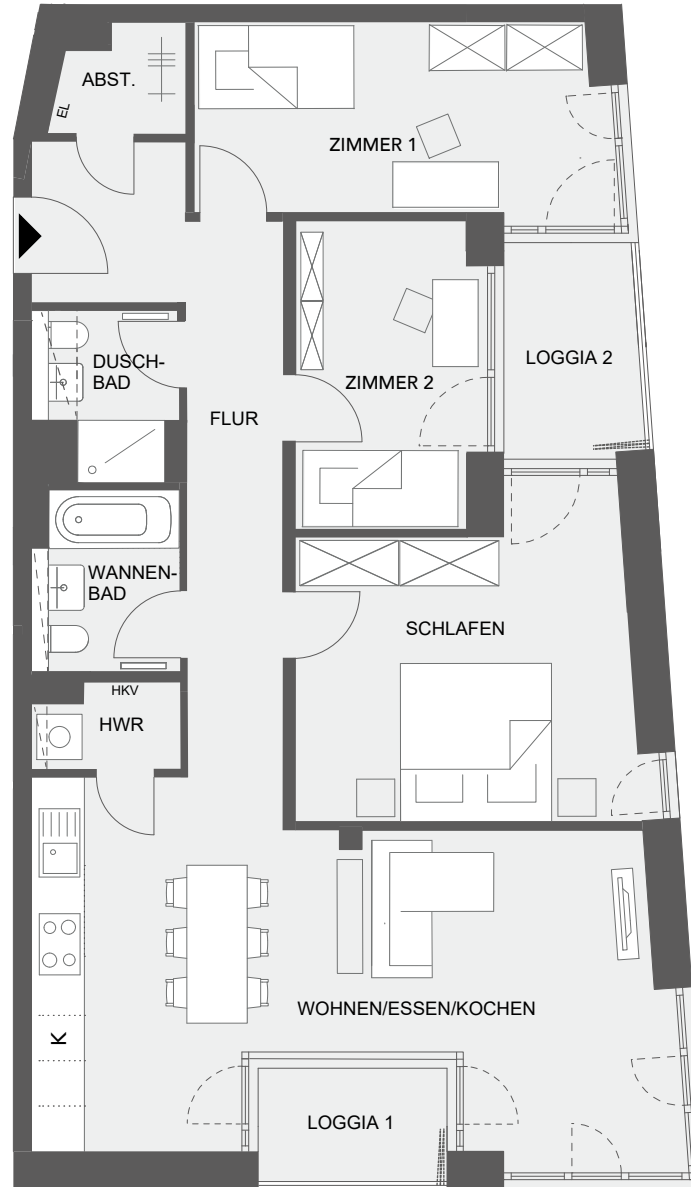 ABST.
EL
ZIMMER 1
DUSCH-
BAD
ZIMMER 2
LOGGIA 2
FLUR
WANNEN-
BAD
SCHLAFEN
HKV
HWR
WOHNEN/ESSEN/KOCHEN
K
LOGGIA 1